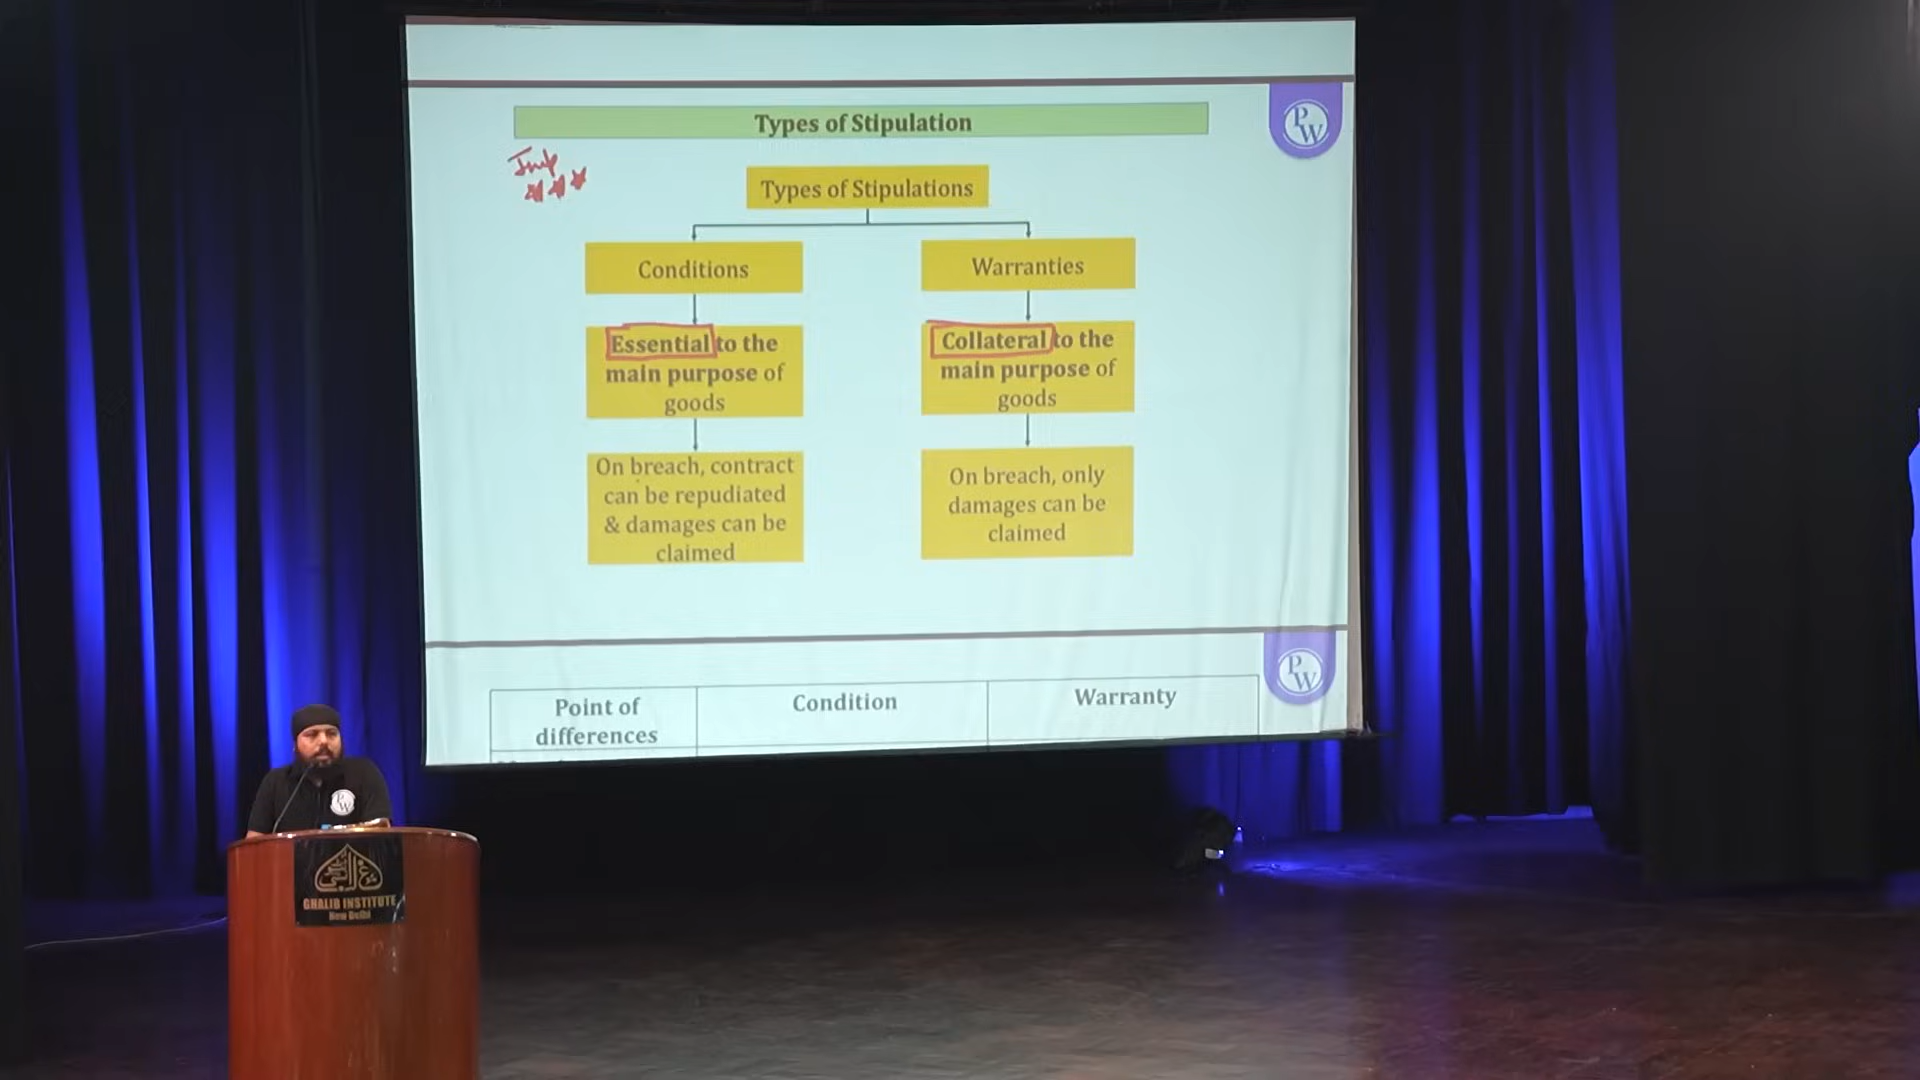 Types of Stipulation
P
W
Imp
Types of Stipulations
Conditions
Warranties
Essential to the
main purpose of
goods
Collateral to the
main purpose of
goods
On breach, contract
can be repudiated
& damages can be
claimed
On breach, only
damages can be
claimed
P
W
Point of
differences
Condition
Warranty
P
W
GHALIB INSTITUTE
New Delhi